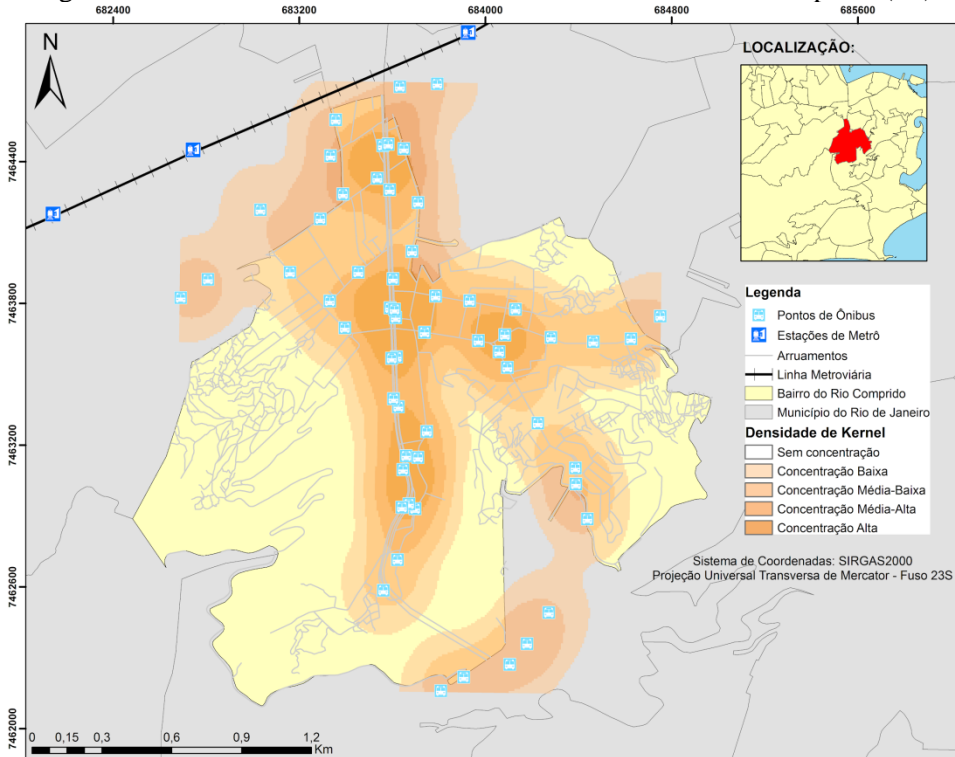 682400 683200 684000 684800 685600
N
7464400
7463800
7463200
7462600
7462000
LOCALIZAÇÃO:
Legenda
Pontos de Ônibus
Estações de Metrô
Arruamentos
Linha Metroviária
Bairro do Rio Comprido
Município do Rio de Janeiro
Densidade de Kernel
Sem concentração
Concentração Baixa
Concentração Média-Baixa
Concentração Média-Alta
Concentração Alta
Sistema de Coordenadas: SIRGAS2000
Projeção Universal Transversa de Mercator - Fuso 23S
0 0,15 0,3 0,6 0,9 1,2
Km